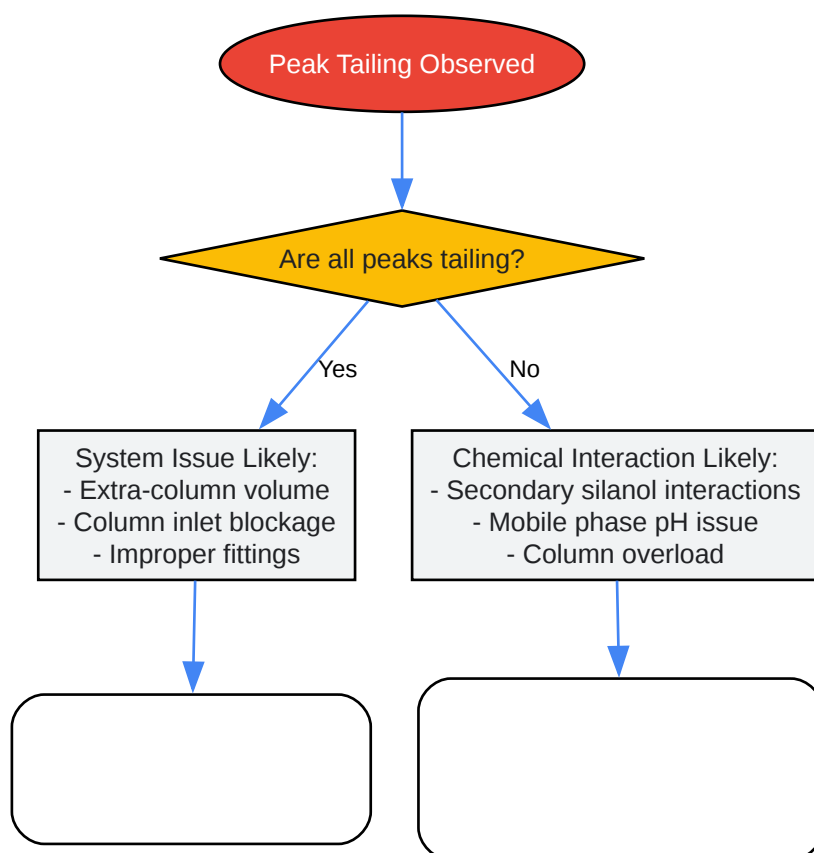 Peak Tailing Observed
Are all peaks tailing?
Yes
No
System Issue Likely:
- Extra-column volume
- Column inlet blockage
- Improper fittings
Chemical Interaction Likely:
- Secondary silanol interactions
- Mobile phase pH issue
- Column overload